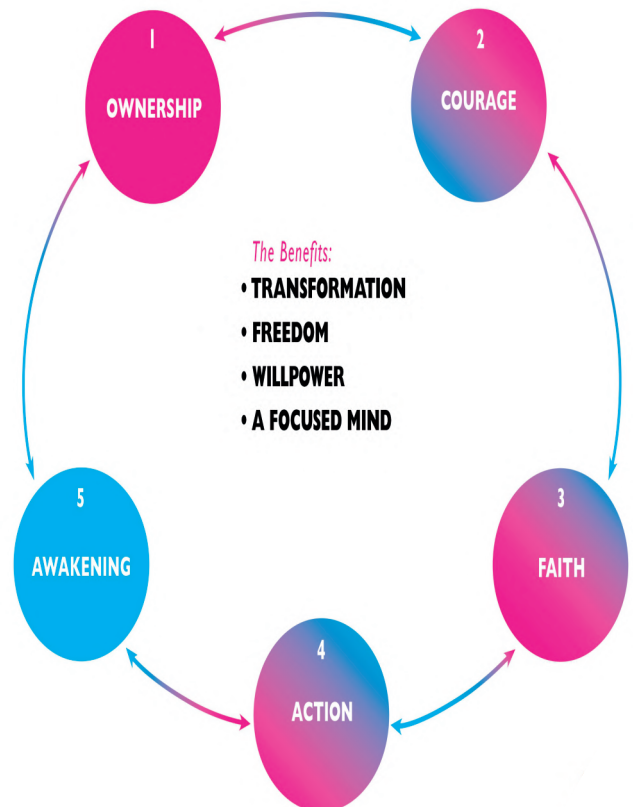 1
OWNERSHIP
2
COURAGE
The Benefits:
• TRANSFORMATION
• FREEDOM
• WILLPOWER
• A FOCUSED MIND
3
FAITH
4
ACTION
5
AWAKENING